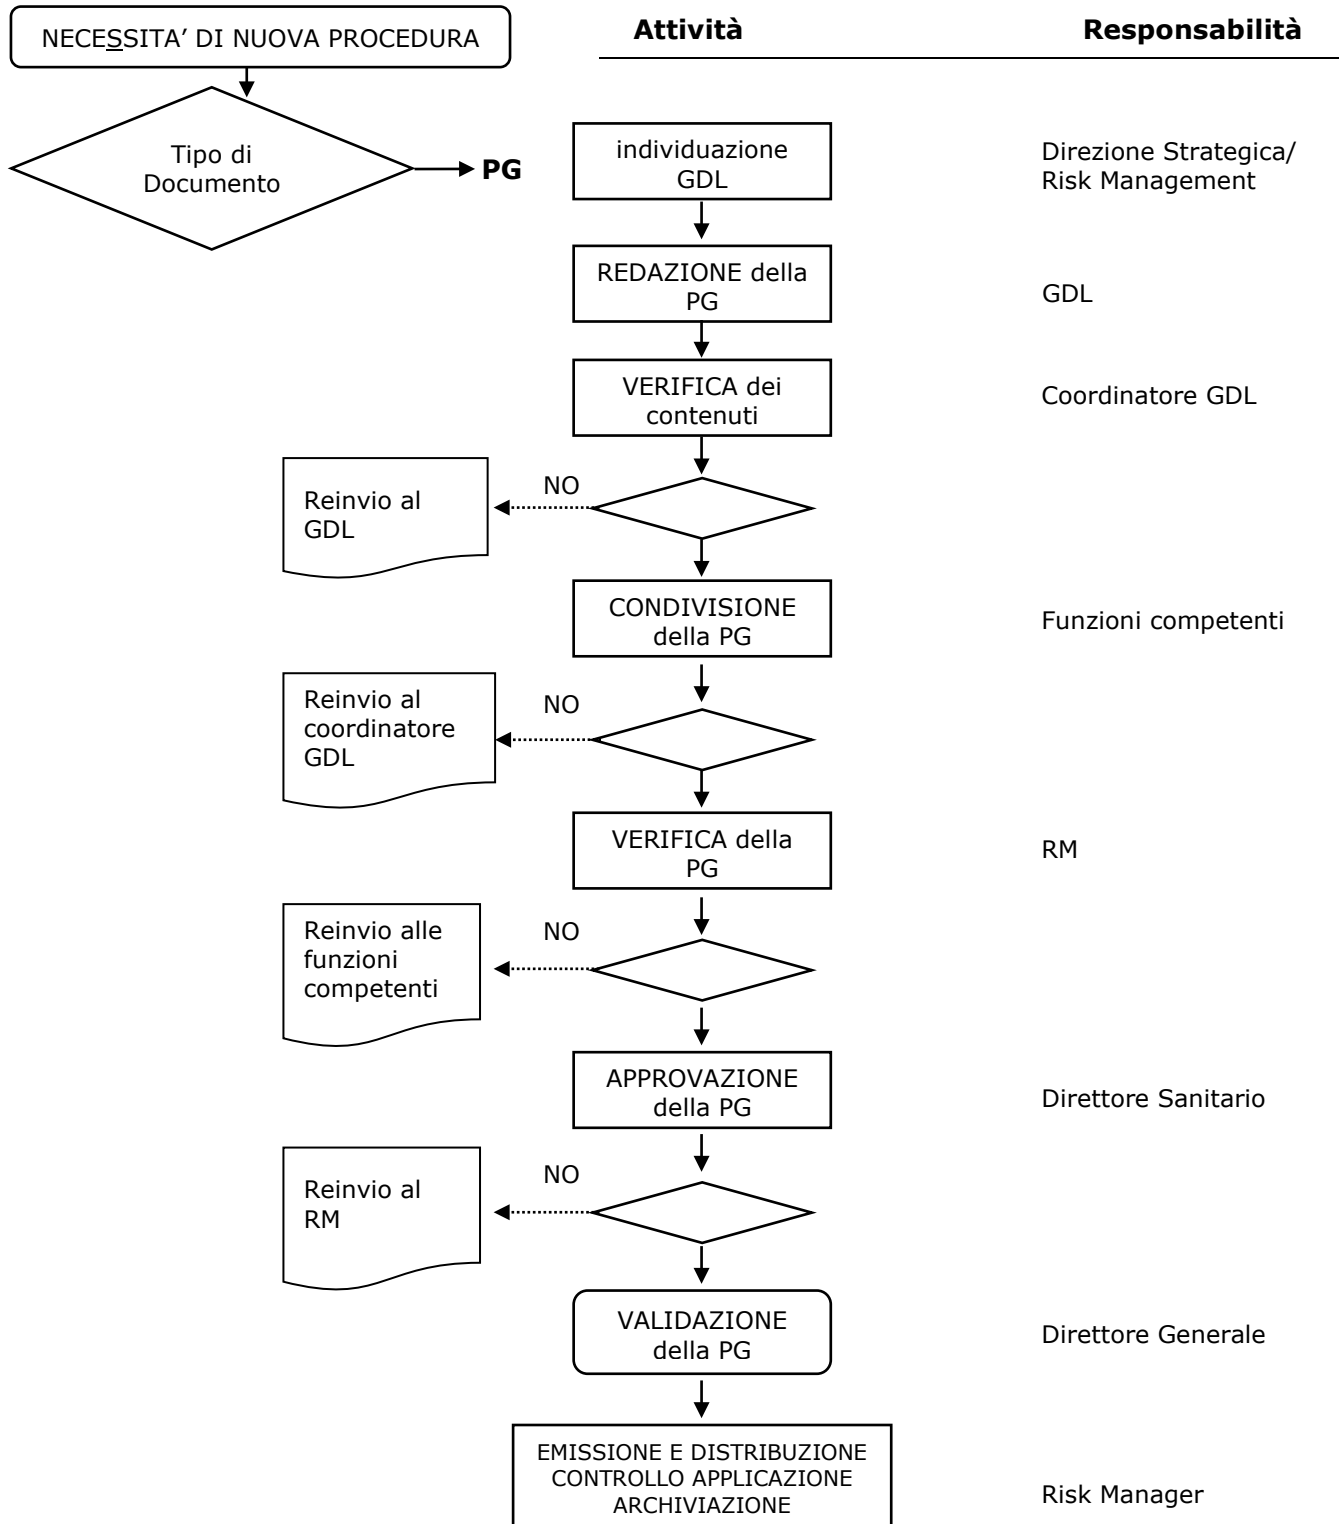 NECESSITA’ DI NUOVA PROCEDURA
Attività
Responsabilità
Tipo di
Documento
PG
individuazione
GDL
Direzione Strategica/
Risk Management
REDAZIONE della
PG
GDL
VERIFICA dei
contenuti
Coordinatore GDL
NO
Reinvio al
GDL
CONDIVISIONE
della PG
Funzioni competenti
NO
Reinvio al
coordinatore
GDL
VERIFICA della
PG
RM
NO
Reinvio alle
funzioni
competenti
APPROVAZIONE
della PG
Direttore Sanitario
NO
Reinvio al
RM
VALIDAZIONE
della PG
Direttore Generale
EMISSIONE E DISTRIBUZIONE
CONTROLLO APPLICAZIONE
ARCHIVIAZIONE
Risk Manager